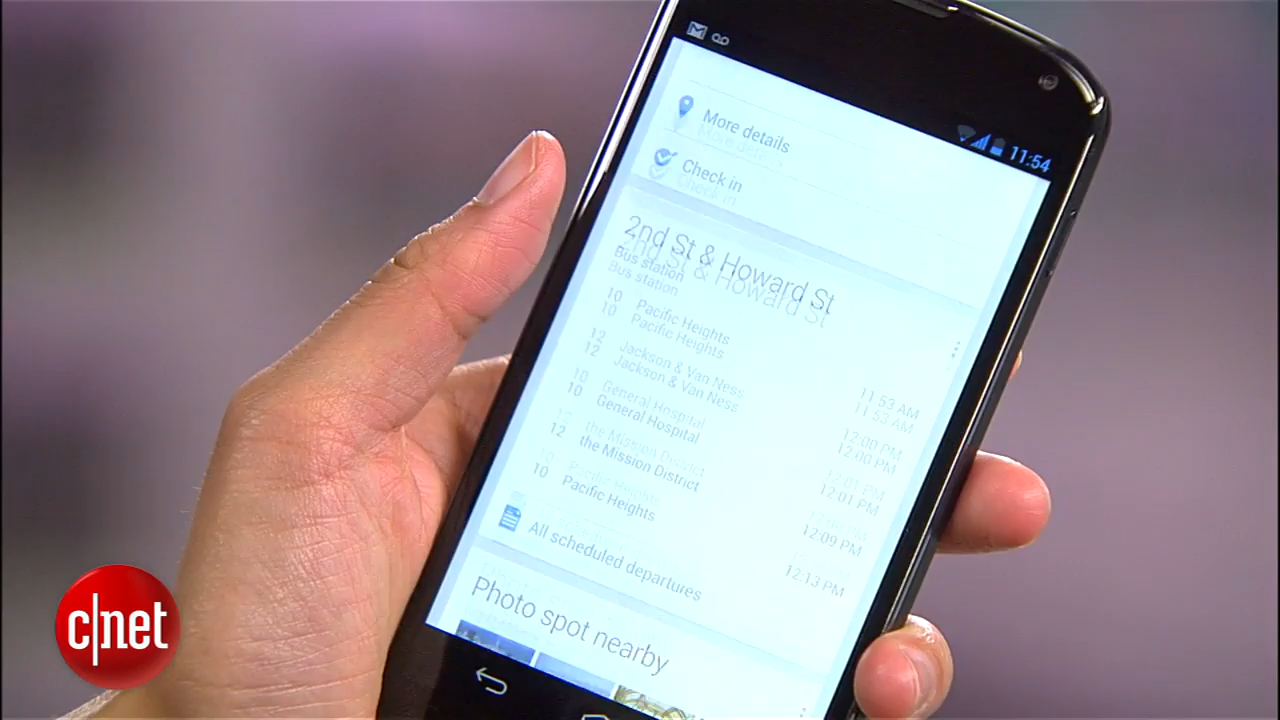 11:54
More details
Check in
2nd St & Howard St
Bus station
10 Pacific Heights 11:53 AM
12 Jackson & Van Ness 12:00 PM
10 General Hospital 12:01 PM
12 the Mission District 12:09 PM
10 Pacific Heights 12:13 PM
All scheduled departures
Photo spot nearby
c|net